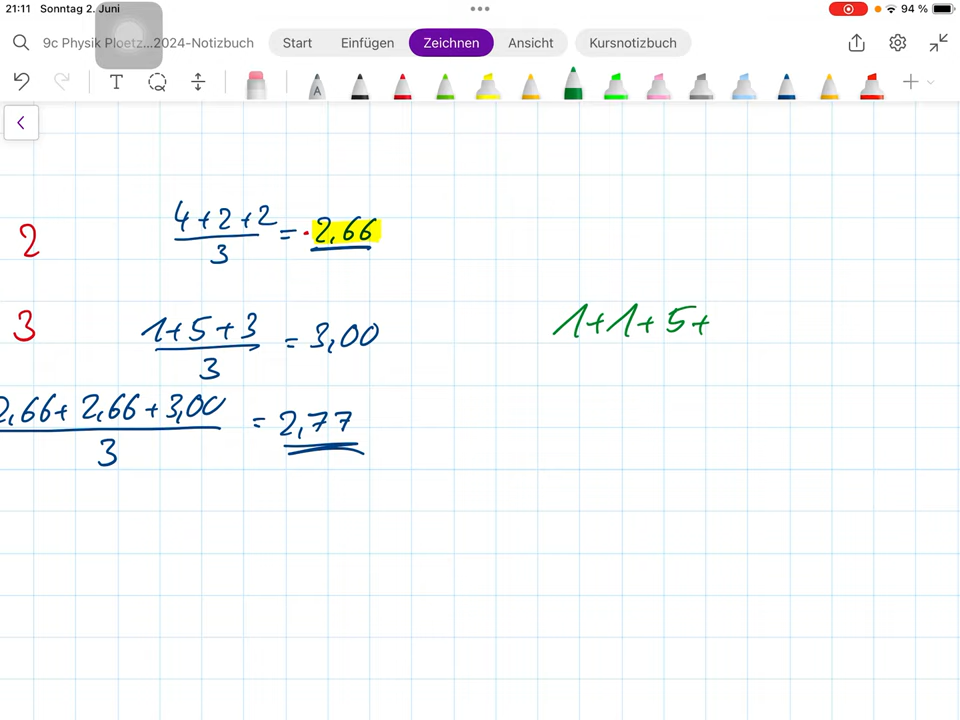 21:11 Sonntag 2. Juni 94 %
9c Physik Ploetz...2024-Notizbuch Start Einfügen Zeichnen Ansicht Kursnotizbuch
T A
2 4+2+2 = 2,66
3
3 1+5+3 = 3,00 1+1+5+
3
2,66+ 2,66+3,00 = 2,77
3